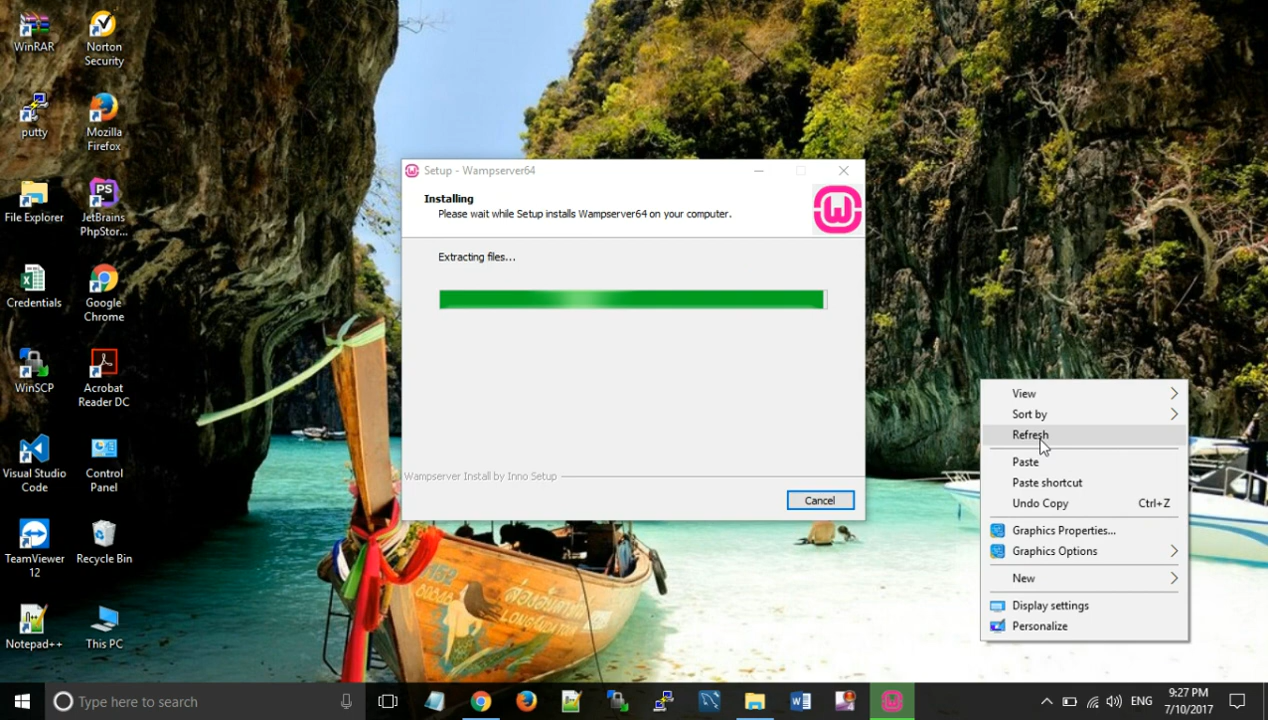 WinRAR
Norton
Security
putty
Mozilla
Firefox
File Explorer
PS
JetBrains
PhpStor...
Credentials
Google
Chrome
WinSCP
Acrobat
Reader DC
Visual Studio
Code
Control
Panel
TeamViewer
12
Recycle Bin
Notepad++
This PC
Setup - Wampserver64
Installing
Please wait while Setup installs Wampserver64 on your computer.
Extracting files...
Wampserver Install by Inno Setup
Cancel
View
Sort by
Refresh
Paste
Paste shortcut
Undo Copy Ctrl+Z
Graphics Properties...
Graphics Options
New
Display settings
Personalize
Type here to search
ENG
9:27 PM
7/10/2017